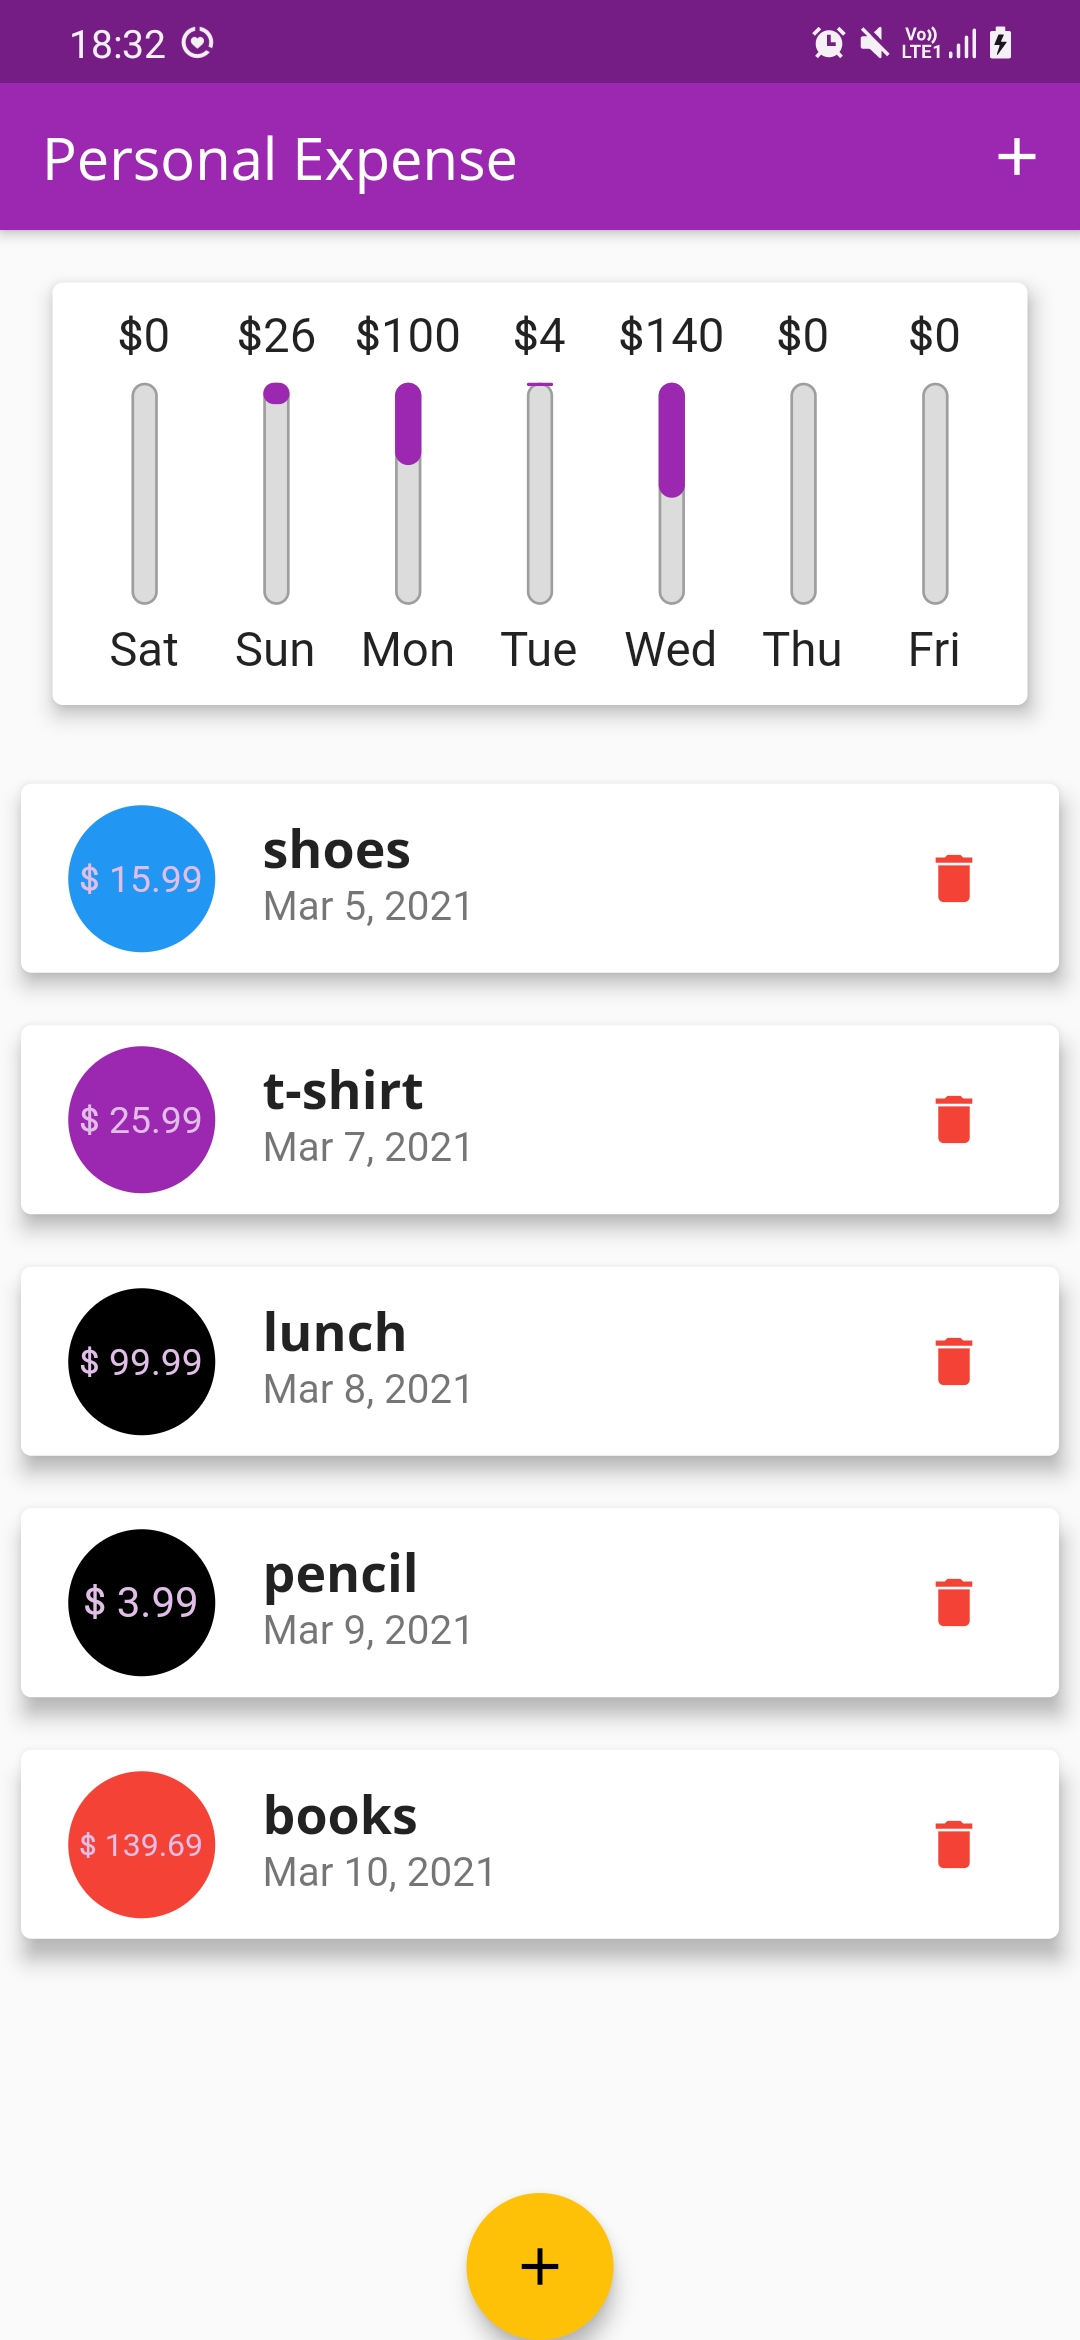 18:32 Vo)) LTE1
Personal Expense +
$0 $26 $100 $4 $140 $0 $0
Sat Sun Mon Tue Wed Thu Fri
$ 15.99 shoes
Mar 5, 2021
$ 25.99 t-shirt
Mar 7, 2021
$ 99.99 lunch
Mar 8, 2021
$ 3.99 pencil
Mar 9, 2021
$ 139.69 books
Mar 10, 2021
+